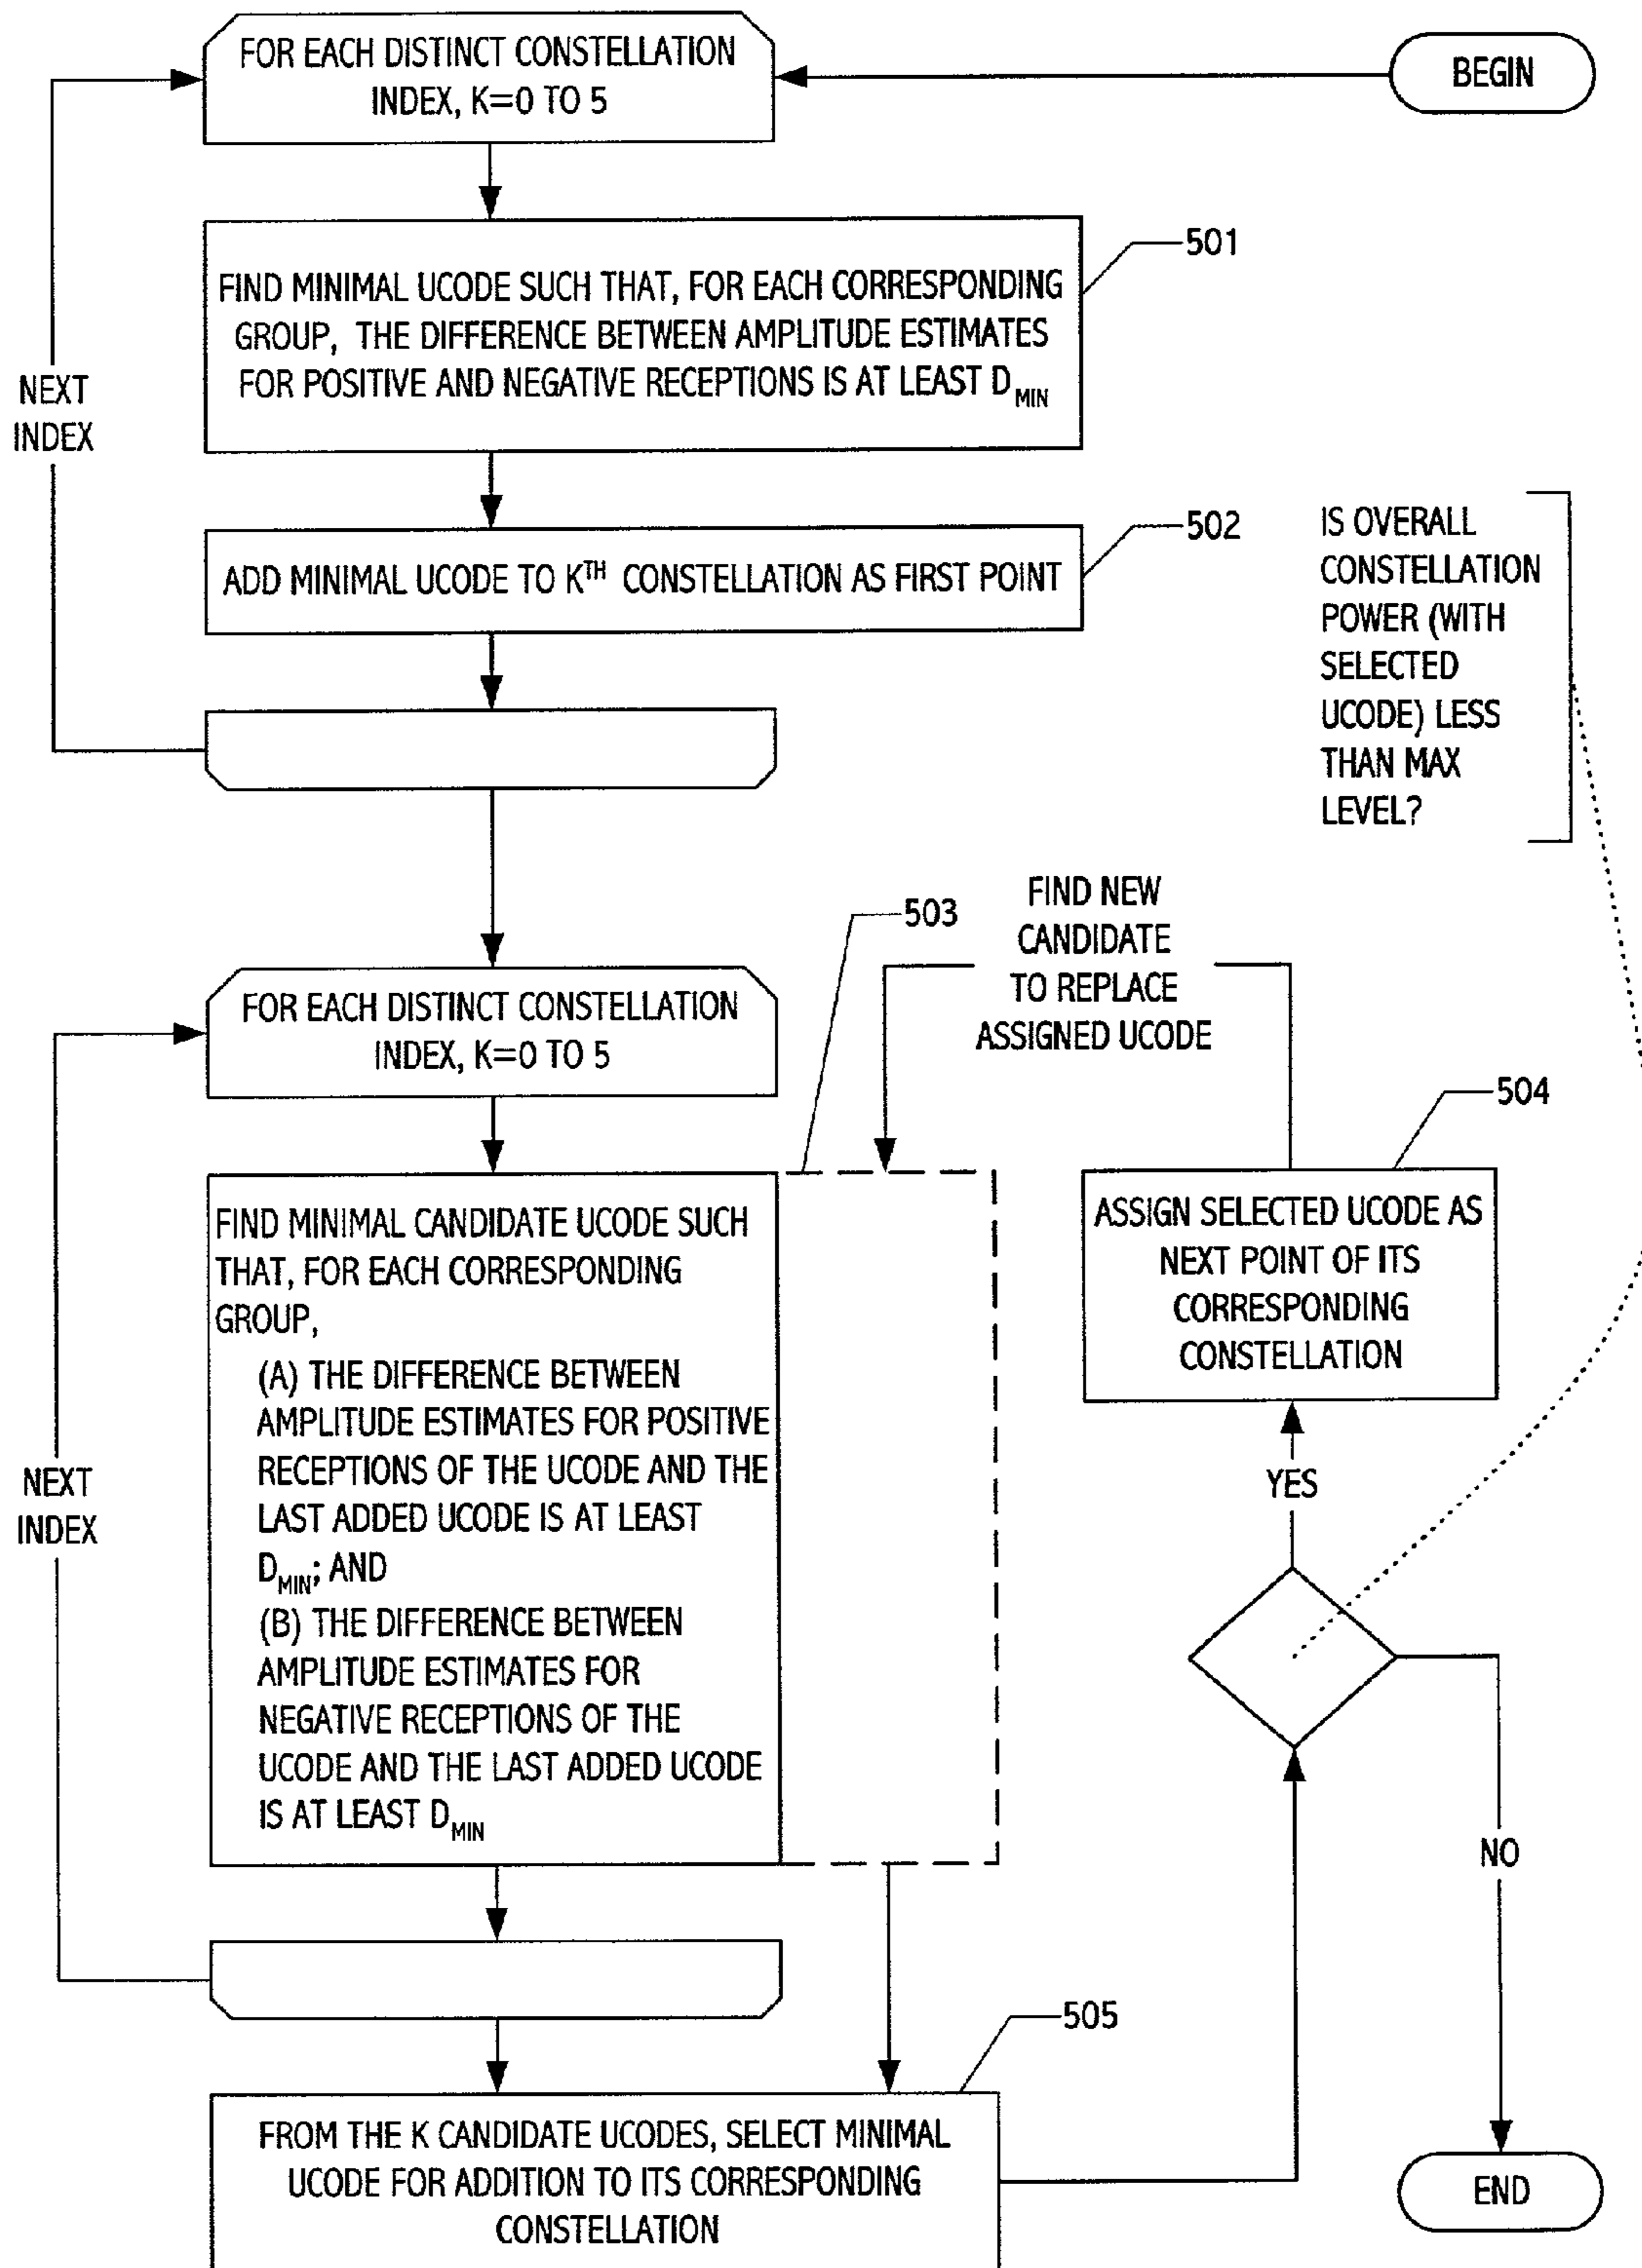 FOR EACH DISTINCT CONSTELLATION
INDEX, K=0 TO 5
BEGIN
501
FIND MINIMAL UCODE SUCH THAT, FOR EACH CORRESPONDING
GROUP, THE DIFFERENCE BETWEEN AMPLITUDE ESTIMATES
FOR POSITIVE AND NEGATIVE RECEPTIONS IS AT LEAST D_MIN
NEXT
INDEX
502
ADD MINIMAL UCODE TO K^TH CONSTELLATION AS FIRST POINT
IS OVERALL
CONSTELLATION
POWER (WITH
SELECTED
UCODE) LESS
THAN MAX
LEVEL?
503
FIND NEW
CANDIDATE
TO REPLACE
ASSIGNED UCODE
FOR EACH DISTINCT CONSTELLATION
INDEX, K=0 TO 5
504
ASSIGN SELECTED UCODE AS
NEXT POINT OF ITS
CORRESPONDING
CONSTELLATION
FIND MINIMAL CANDIDATE UCODE SUCH
THAT, FOR EACH CORRESPONDING
GROUP,
(A) THE DIFFERENCE BETWEEN
AMPLITUDE ESTIMATES FOR POSITIVE
RECEPTIONS OF THE UCODE AND THE
LAST ADDED UCODE IS AT LEAST
D_MIN; AND
(B) THE DIFFERENCE BETWEEN
AMPLITUDE ESTIMATES FOR
NEGATIVE RECEPTIONS OF THE
UCODE AND THE LAST ADDED UCODE
IS AT LEAST D_MIN
NEXT
INDEX
YES
NO
505
FROM THE K CANDIDATE UCODES, SELECT MINIMAL
UCODE FOR ADDITION TO ITS CORRESPONDING
CONSTELLATION
END